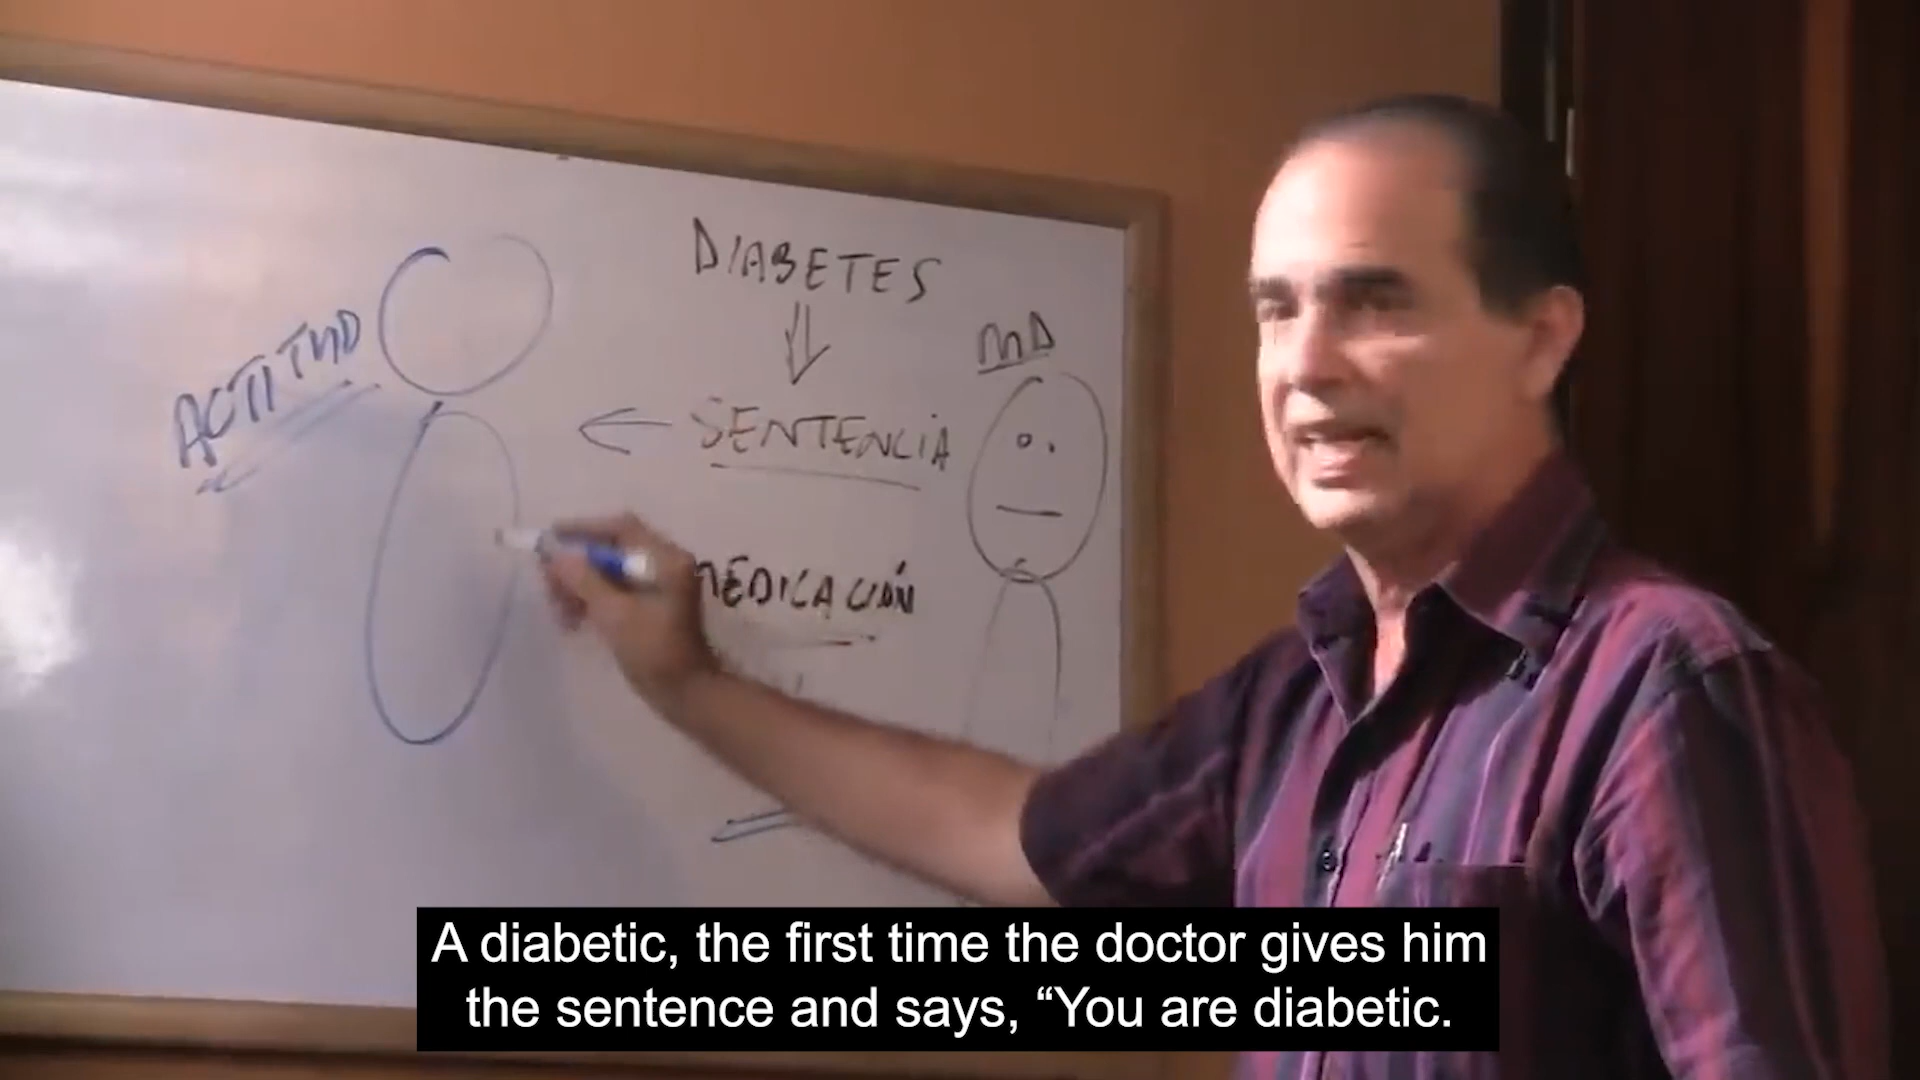 DIABETES
ACTITUD
MD
SENTENCIA
MEDICACIÓN
A diabetic, the first time the doctor gives him
the sentence and says, “You are diabetic.